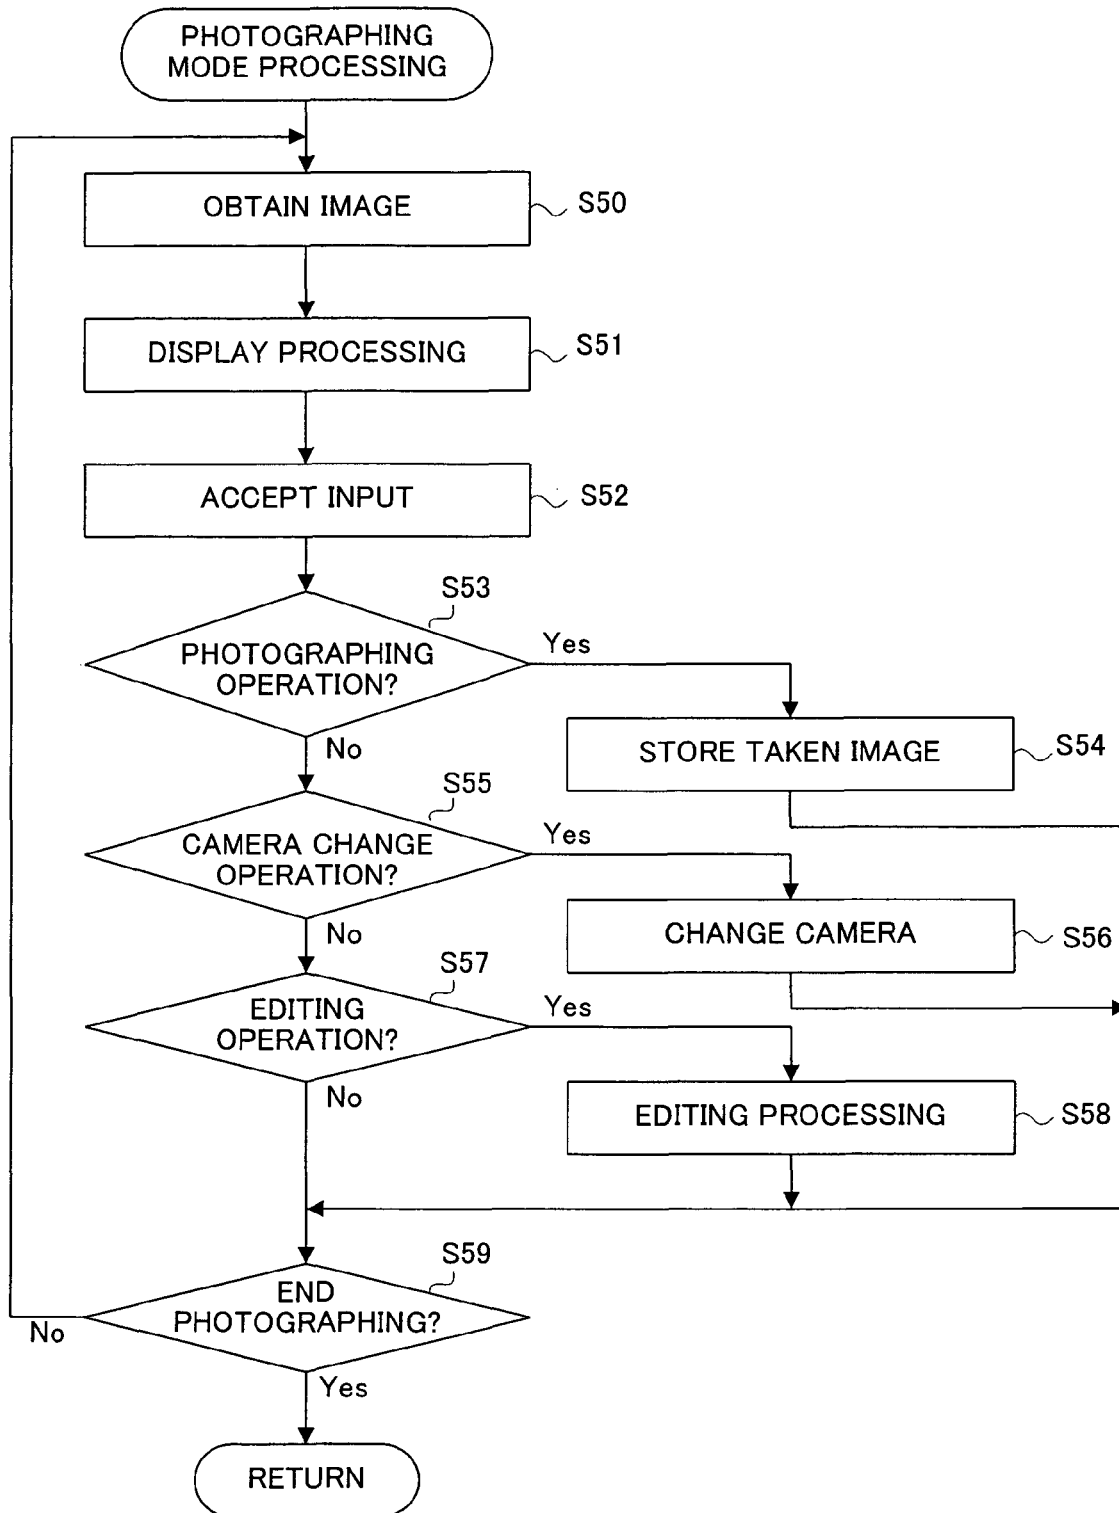 PHOTOGRAPHING
MODE PROCESSING
OBTAIN IMAGE
S50
DISPLAY PROCESSING
S51
ACCEPT INPUT
S52
S53
PHOTOGRAPHING
OPERATION?
Yes
No
STORE TAKEN IMAGE
S54
S55
CAMERA CHANGE
OPERATION?
Yes
No
CHANGE CAMERA
S56
S57
EDITING
OPERATION?
Yes
No
EDITING PROCESSING
S58
S59
END
PHOTOGRAPHING?
No
Yes
RETURN